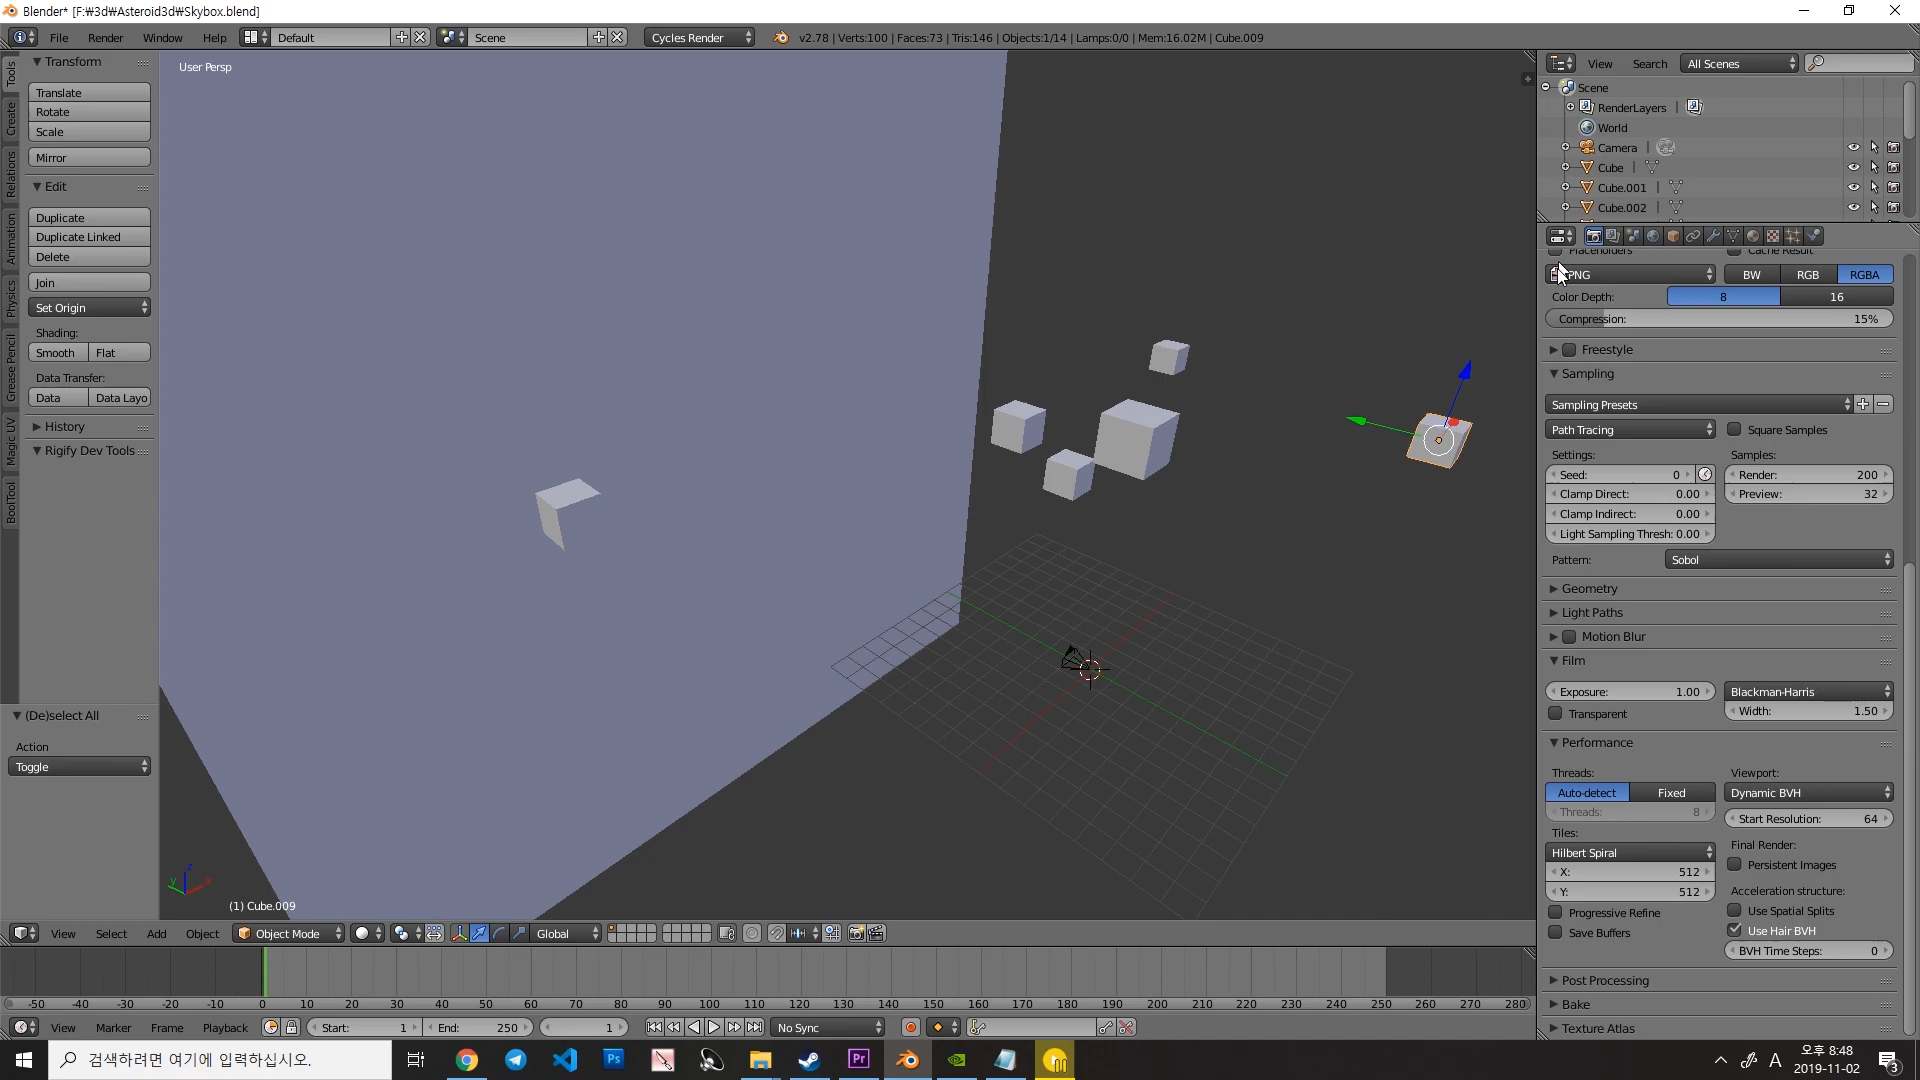 Blender* [F:₩3d₩Asteroid3d₩Skybox.blend]
File Render Window Help Default Scene Cycles Render v2.78 | Verts:100 | Faces:73 | Tris:146 | Objects:1/14 | Lamps:0/0 | Mem:16.02M | Cube.009
Tools
Create
Relations
Animation
Physics
Grease Pencil
Magic UV
BoolTool
Transform
Translate
Rotate
Scale
Mirror
Edit
Duplicate
Duplicate Linked
Delete
Join
Set Origin
Shading:
Smooth Flat
Data Transfer:
Data Data Layo
History
Rigify Dev Tools
(De)select All
Action
Toggle
User Persp
z
y
x
(1) Cube.009
View Select Add Object Object Mode Global
-50 -40 -30 -20 -10 0 10 20 30 40 50 60 70 80 90 100 110 120 130 140 150 160 170 180 190 200 210 220 230 240 250 260 270 280
View Marker Frame Playback Start: 1 End: 250 1 No Sync
View Search All Scenes
Scene
RenderLayers |
World
Camera |
Cube |
Cube.001 |
Cube.002 |
Placeholders Cache Result
PNG BW RGB RGBA
Color Depth: 8 16
Compression: 15%
Freestyle
Sampling
Sampling Presets
Path Tracing Square Samples
Settings: Samples:
Seed: 0 Render: 200
Clamp Direct: 0.00 Preview: 32
Clamp Indirect: 0.00
Light Sampling Thresh: 0.00
Pattern: Sobol
Geometry
Light Paths
Motion Blur
Film
Exposure: 1.00 Blackman-Harris
Transparent Width: 1.50
Performance
Threads: Viewport:
Auto-detect Fixed Dynamic BVH
Threads: 8 Start Resolution: 64
Tiles: Final Render:
Hilbert Spiral Persistent Images
X: 512
Y: 512 Acceleration structure:
Progressive Refine Use Spatial Splits
Save Buffers Use Hair BVH
BVH Time Steps: 0
Post Processing
Bake
Texture Atlas
검색하려면 여기에 입력하십시오.
Ps
Pr
A
오후 8:48
2019-11-02
3